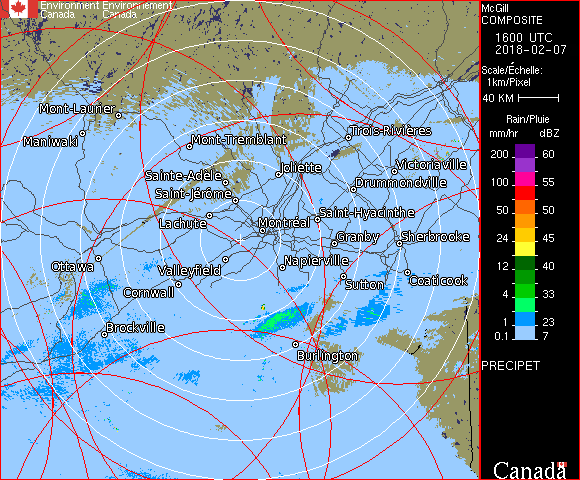 Environment Environnement
Canada Canada
McGill
COMPOSITE
1600 UTC
2018-02-07
Scale/Échelle:
1km/Pixel
40 KM
Rain/Pluie
mm/hr dBZ
200 60
100 55
50 50
24 45
12 40
4 33
1 23
0.1 7
PRECIPET
Canada
Mont-Laurier
Maniwaki
Mont-Tremblant
Trois-Rivières
Sainte-Adèle
Joliette
Victoriaville
Saint-Jérôme
Drummondville
Lachute
Montréal
Saint-Hyacinthe
Granby
Sherbrooke
Ottawa
Valleyfield
Napierville
Cornwall
Sutton
Coaticook
Brockville
Burlington